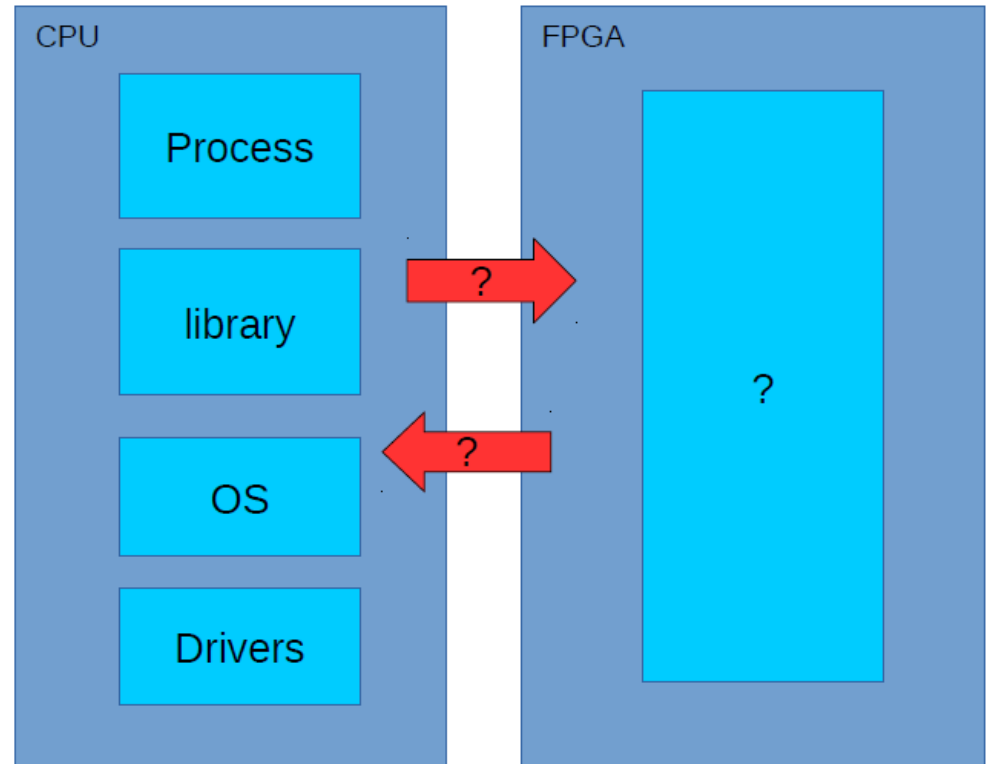 CPU
Process
library
OS
Drivers
?
?
FPGA
?